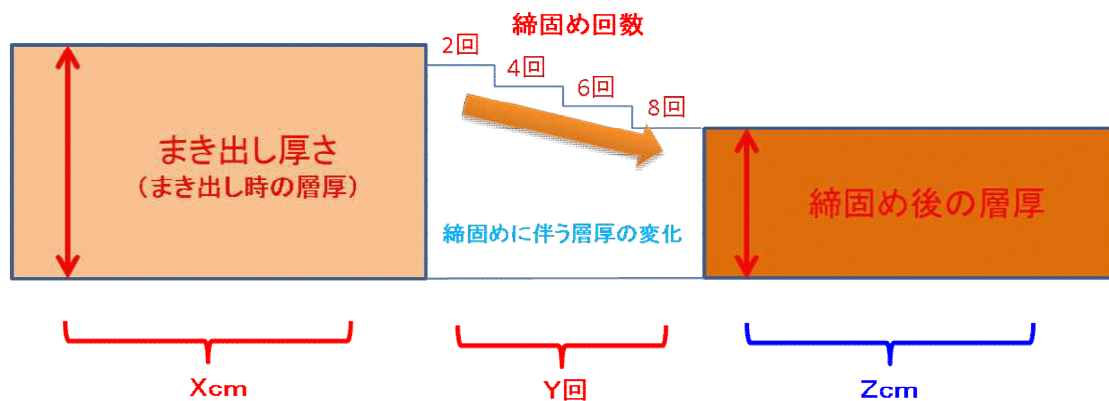 締固め回数
2回
4回
6回
8回
まき出し厚さ
(まき出し時の層厚)
締固め後の層厚
締固めに伴う層厚の変化
Xcm
Y回
Zcm